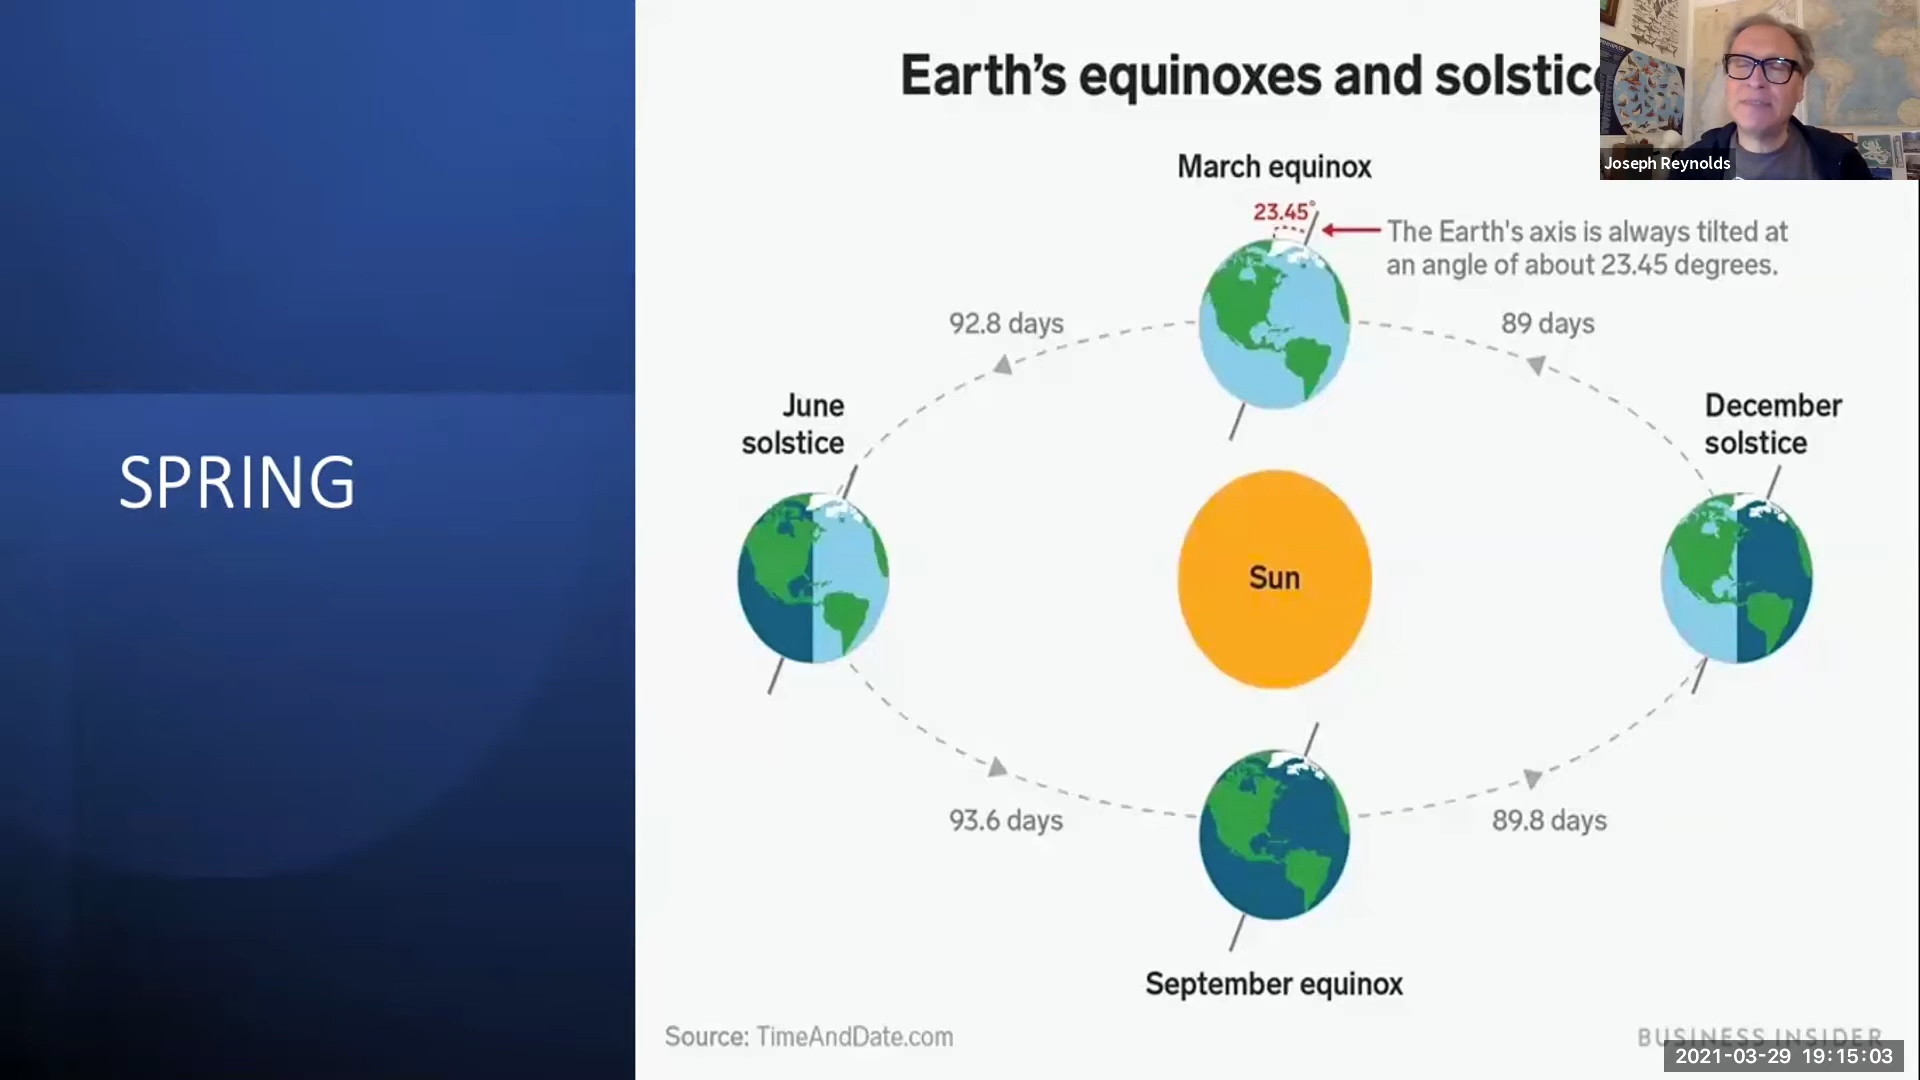 SPRING
Earth's equinoxes and solstic
Joseph Reynolds
March equinox
23.45°
The Earth's axis is always tilted at
an angle of about 23.45 degrees.
92.8 days
89 days
June
solstice
December
solstice
Sun
93.6 days
89.8 days
September equinox
Source: TimeAndDate.com
BUSINESS INSIDER
2021-03-29 19:15:03